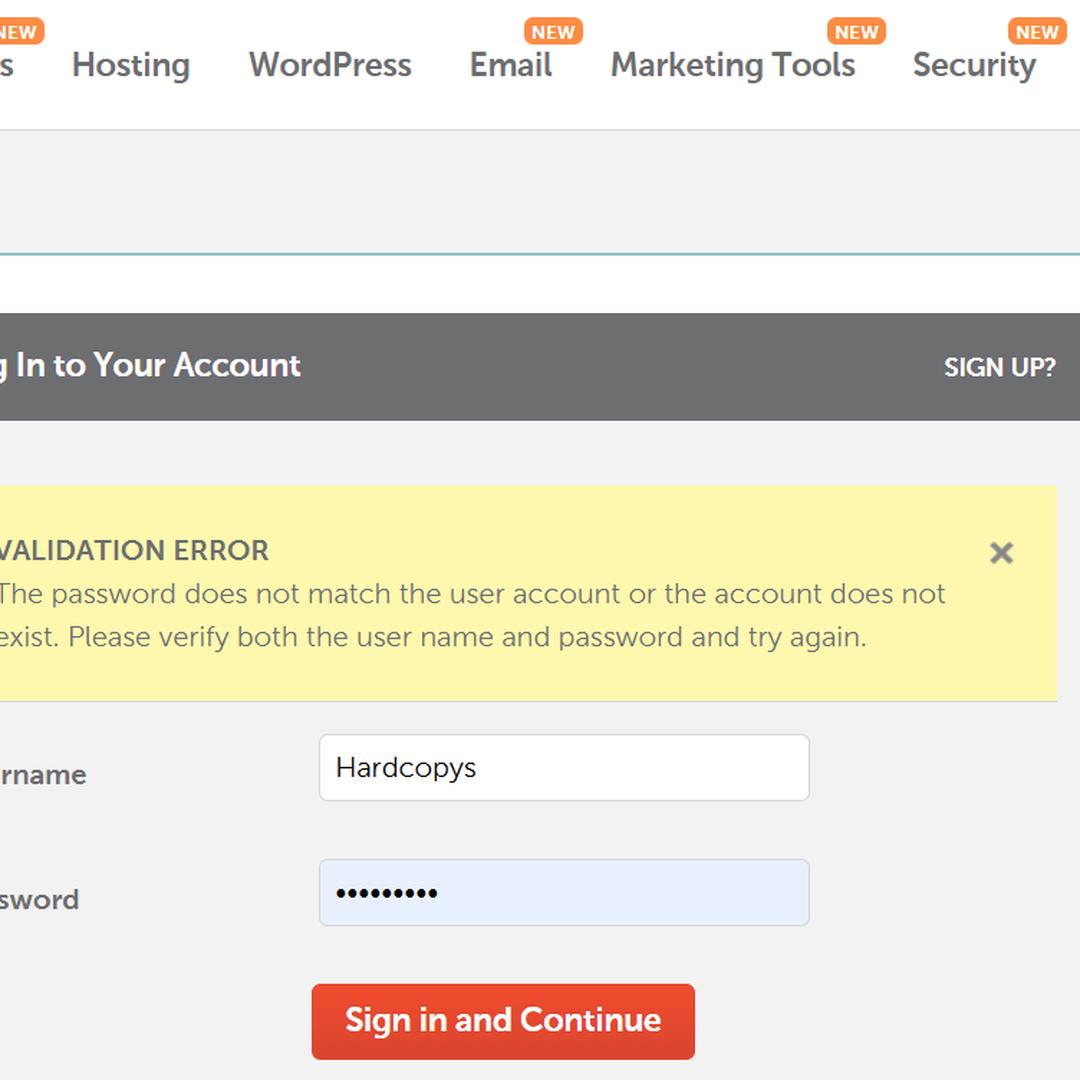 NEW NEW NEW NEW
s Hosting WordPress Email Marketing Tools Security
g In to Your Account SIGN UP?
VALIDATION ERROR
The password does not match the user account or the account does not
exist. Please verify both the user name and password and try again.
rname Hardcopys
sword •••••••••
Sign in and Continue